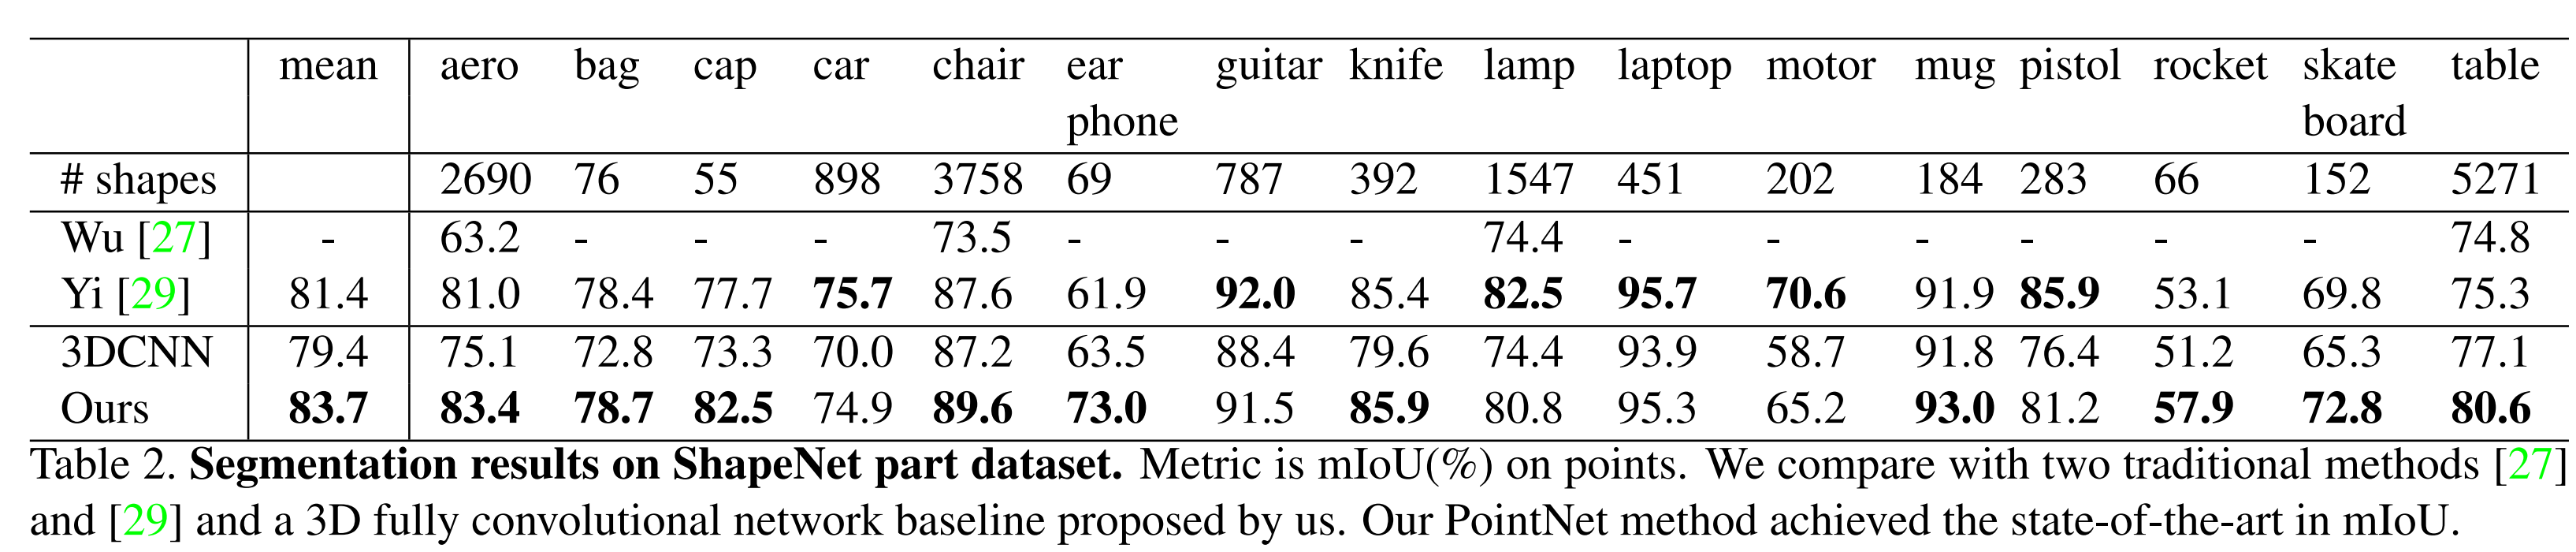 mean aero bag cap car chair ear guitar knife lamp laptop motor mug pistol rocket skate table
phone board
# shapes 2690 76 55 898 3758 69 787 392 1547 451 202 184 283 66 152 5271
Wu [27] - 63.2 - - - 73.5 - - - 74.4 - - - - - - 74.8
Yi [29] 81.4 81.0 78.4 77.7 75.7 87.6 61.9 92.0 85.4 82.5 95.7 70.6 91.9 85.9 53.1 69.8 75.3
3DCNN 79.4 75.1 72.8 73.3 70.0 87.2 63.5 88.4 79.6 74.4 93.9 58.7 91.8 76.4 51.2 65.3 77.1
Ours 83.7 83.4 78.7 82.5 74.9 89.6 73.0 91.5 85.9 80.8 95.3 65.2 93.0 81.2 57.9 72.8 80.6
Table 2. Segmentation results on ShapeNet part dataset. Metric is mIoU(%) on points. We compare with two traditional methods [27]
and [29] and a 3D fully convolutional network baseline proposed by us. Our PointNet method achieved the state-of-the-art in mIoU.